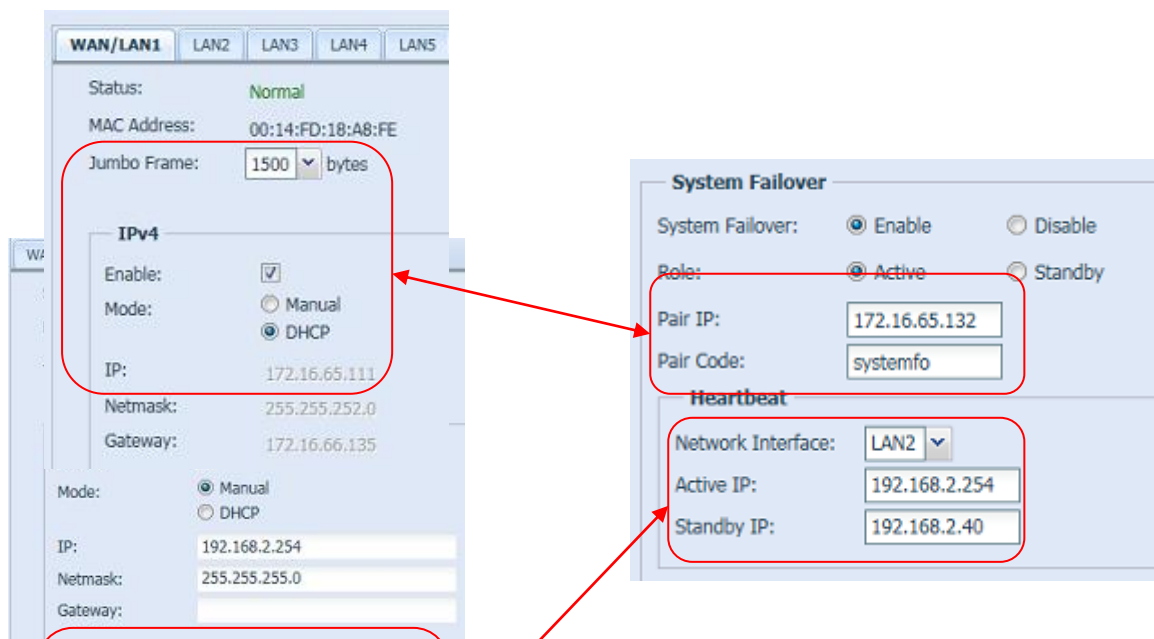 WAN/LAN1 LAN2 LAN3 LAN4 LAN5
Status: Normal
MAC Address: 00:14:FD:18:A8:FE
Jumbo Frame: 1500 bytes
IPv4
WA
Enable:
Mode: Manual
DHCP
IP: 172.16.65.111
Netmask: 255.255.252.0
Gateway: 172.16.66.135
Mode: Manual
DHCP
IP: 192.168.2.254
Netmask: 255.255.255.0
Gateway:
System Failover
System Failover: Enable Disable
Role: Active Standby
Pair IP: 172.16.65.132
Pair Code: systemfo
Heartbeat
Network Interface: LAN2
Active IP: 192.168.2.254
Standby IP: 192.168.2.40